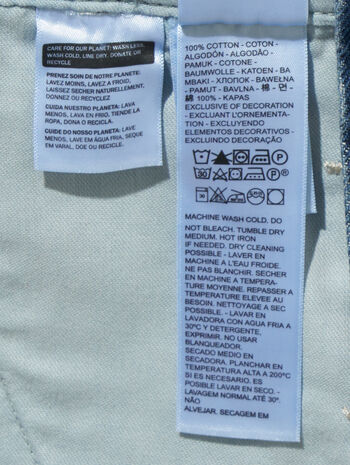 CARE FOR OUR PLANET: WASH LESS,
WASH COLD, LINE DRY, DONATE OR
RECYCLE
PRENEZ SOIN DE NOTRE PLANETE:
LAVEZ MOINS, LAVEZ A FROID,
LAISSEZ SECHER NATURELLEMENT,
DONNEZ OU RECYCLEZ
CUIDA NUESTRO PLANETA: LAVA
MENOS, LAVA EN FRIO, TIENDE LA
ROPA, DONA O RECICLA.
CUIDE DO NOSSO PLANETA: LAVE
MENOS, LAVE EM ÁGUA FRIA, SEQUE
EM VARAL, DOE OU RECICLE.
100% COTTON - COTON -
ALGODÓN - ALGODÃO -
PAMUK - COTONE -
BAUMWOLLE - KATOEN - BA
MBAKI - ХЛОПОК - BAWEŁNA
- PAMUT - BAVLNA - 棉 - 면 -
綿 100% - KAPAS
EXCLUSIVE OF DECORATION
- EXCLUANT L'ORNEMENTA-
TION - EXCLUYENDO
ELEMENTOS DECORATIVOS -
EXCLUINDO DECORAÇÃO
P
30
P
30
MACHINE WASH COLD. DO
NOT BLEACH. TUMBLE DRY
MEDIUM. HOT IRON
IF NEEDED. DRY CLEANING
POSSIBLE - LAVER EN
MACHINE A L'EAU FROIDE.
NE PAS BLANCHIR. SECHER
EN MACHINE A TEMPERA-
TURE MOYENNE. REPASSER A
TEMPERATURE ELEVEE AU
BESOIN. NETTOYAGE A SEC
POSSIBLE. - LAVAR EN
LAVADORA CON AGUA FRIA A
30ºC Y DETERGENTE,
EXPRIMIR. NO USAR
BLANQUEADOR.
SECADO MEDIO EN
SECADORA. PLANCHAR EN
TEMPERATURA ALTA A 200ºC
SI ES NECESARIO. ES
POSIBLE LAVAR EN SECO. -
LAVAGEM NORMAL ATÉ 30°.
NÃO
ALVEJAR. SECAGEM EM